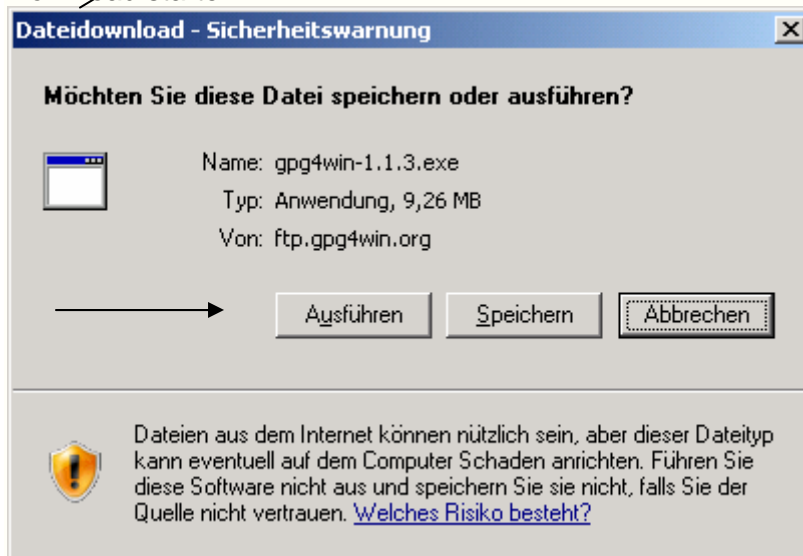 Dateidownload - Sicherheitswarnung
Möchten Sie diese Datei speichern oder ausführen?
Name: gpg4win-1.1.3.exe
Typ: Anwendung, 9,26 MB
Von: ftp.gpg4win.org
Ausführen Speichern Abbrechen
Dateien aus dem Internet können nützlich sein, aber dieser Dateityp
kann eventuell auf dem Computer Schaden anrichten. Führen Sie
diese Software nicht aus und speichern Sie sie nicht, falls Sie der
Quelle nicht vertrauen. Welches Risiko besteht?